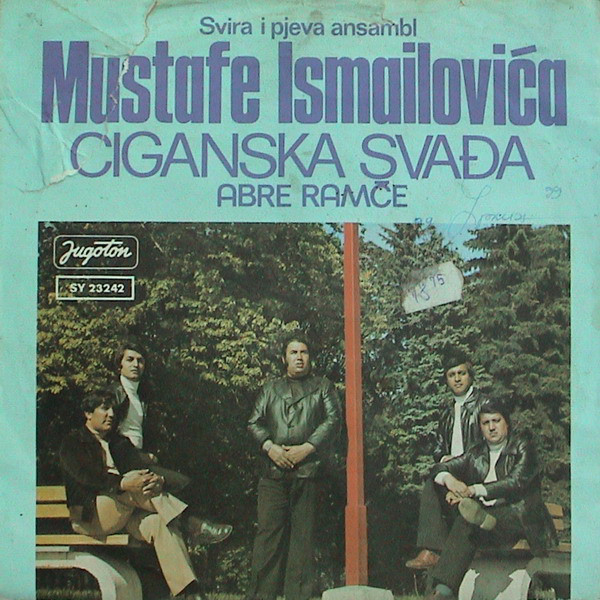 Svira i pjeva ansambl
Mustafe Ismailovića
CIGANSKA SVAĐA
ABRE RAMČE
Jugoton
SY 23242